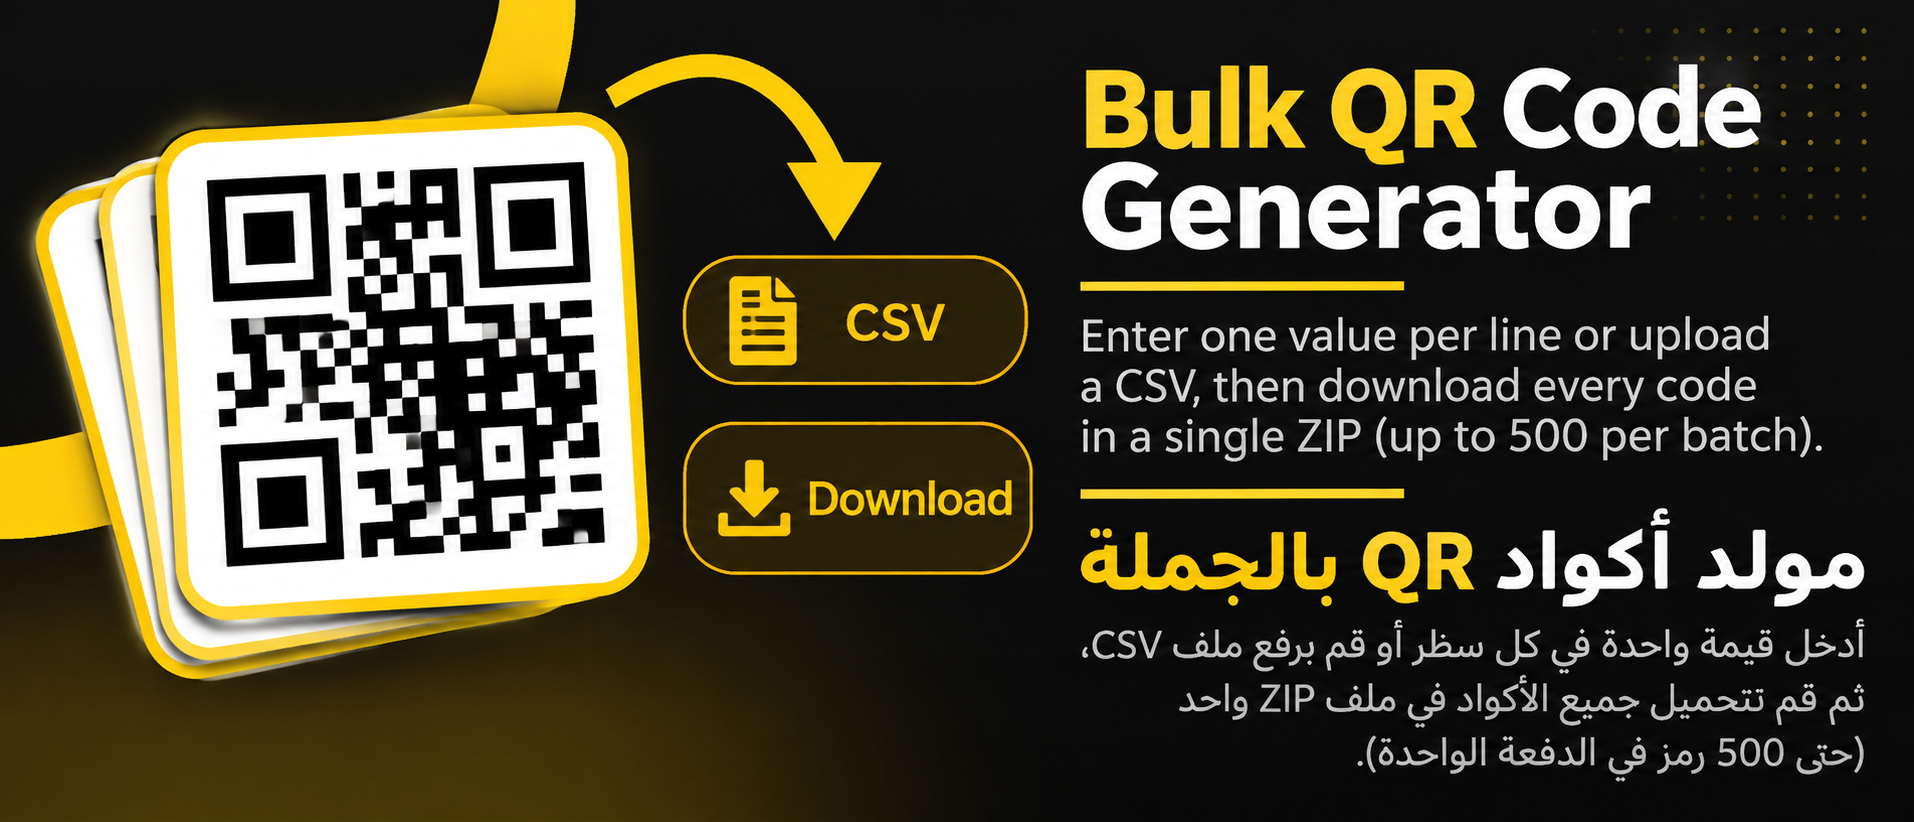 Bulk QR Code
Generator
Enter one value per line or upload
a CSV, then download every code
in a single ZIP (up to 500 per batch).
CSV
Download
مولد أكواد QR بالجملة
أدخل قيمة واحدة في كل سظر أو قم برفع ملف CSV،
ثم قم تتحميل جميع الأكواد في ملف ZIP واحد
(حتى 500 رمز في الدفعة الواحدة).